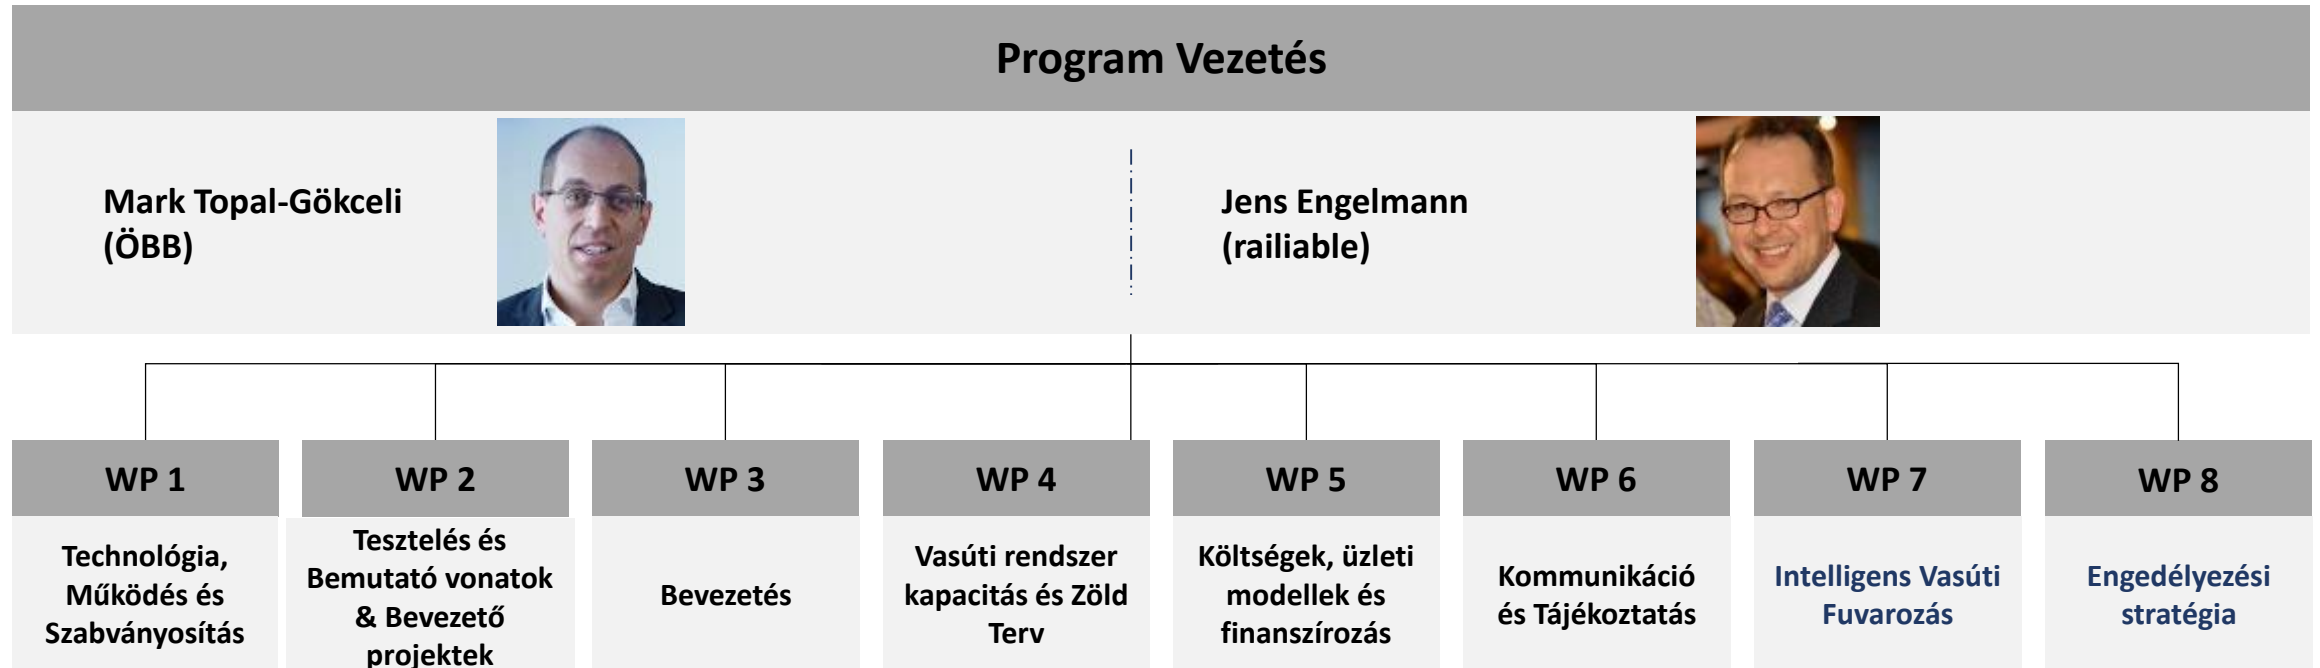 Program Vezetés
Mark Topal-Gökceli
(ÖBB)
Jens Engelmann
(railiable)
WP 1
Technológia,
Működés és
Szabványosítás
WP 2
Tesztelés és
Bemutató vonatok
& Bevezető
projektek
WP 3
Bevezetés
WP 4
Vasúti rendszer
kapacitás és Zöld
Terv
WP 5
Költségek, üzleti
modellek és
finanszírozás
WP 6
Kommunikáció
és Tájékoztatás
WP 7
Intelligens Vasúti
Fuvarozás
WP 8
Engedélyezési
stratégia